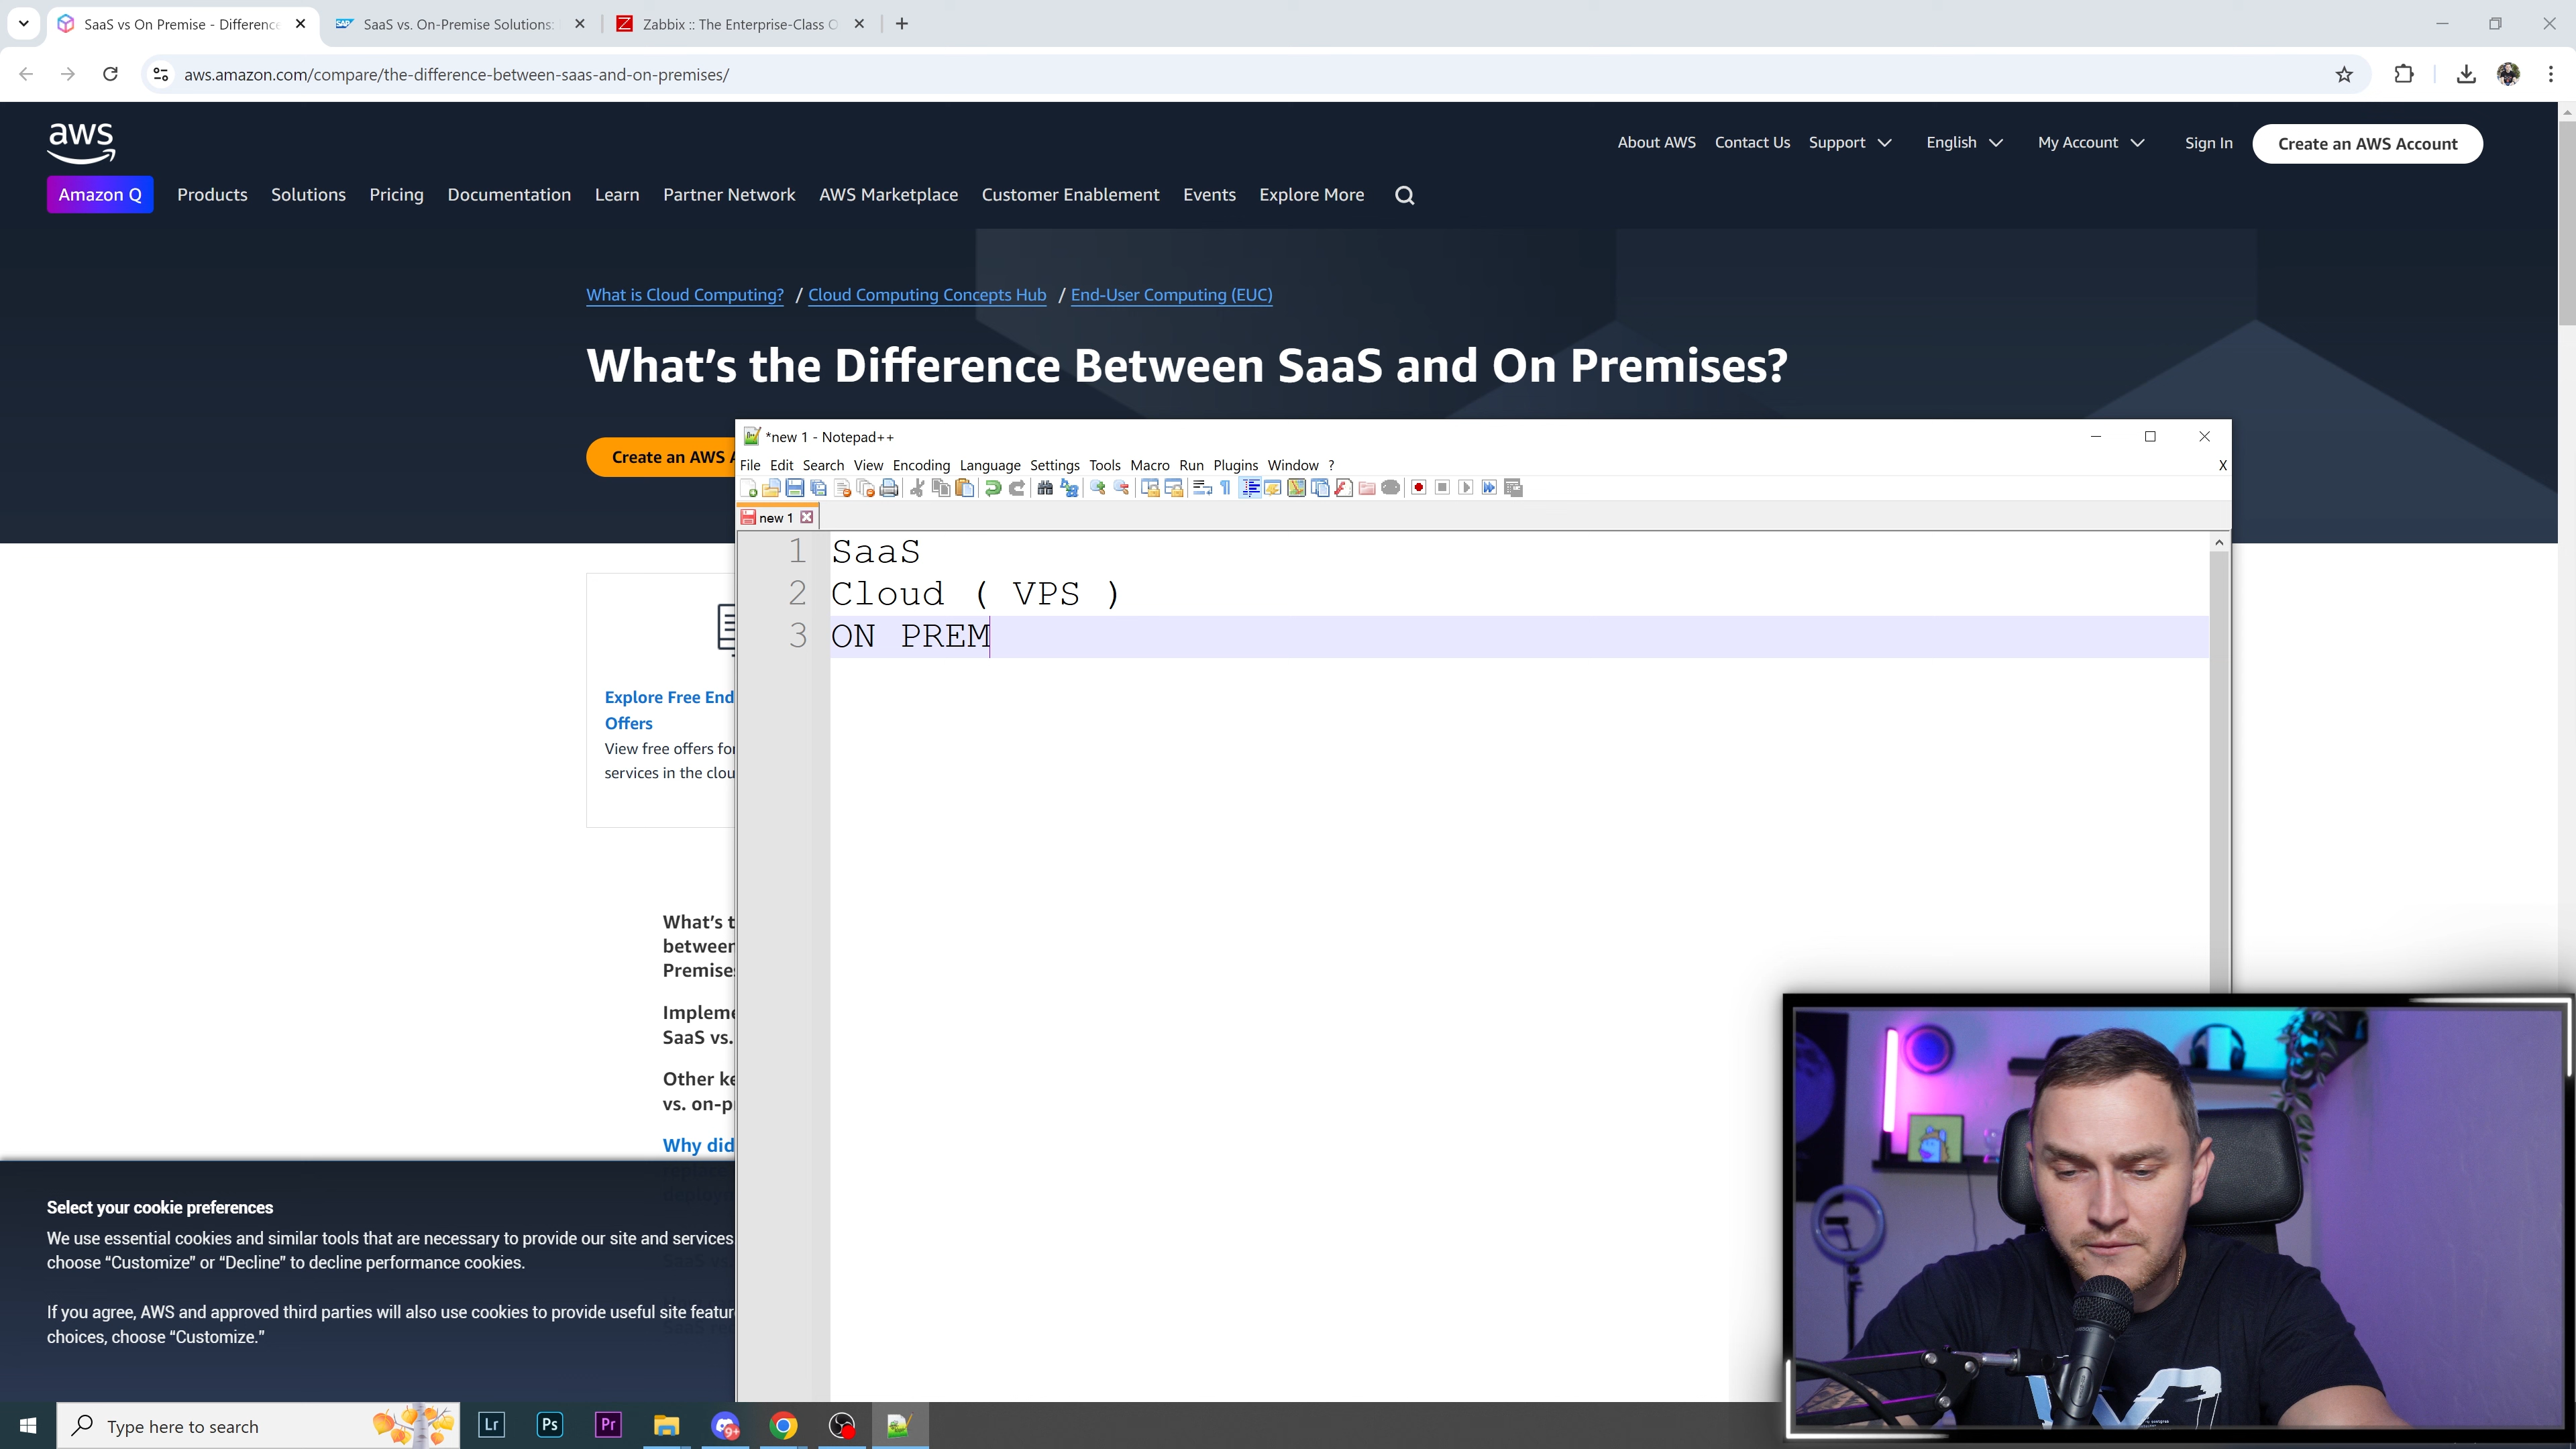 SaaS vs On Premise - Difference
SaaS vs. On-Premise Solutions:
Zabbix :: The Enterprise-Class O
aws.amazon.com/compare/the-difference-between-saas-and-on-premises/
aws
About AWS Contact Us Support English My Account Sign In Create an AWS Account
Amazon Q Products Solutions Pricing Documentation Learn Partner Network AWS Marketplace Customer Enablement Events Explore More
What is Cloud Computing? / Cloud Computing Concepts Hub / End-User Computing (EUC)
What's the Difference Between SaaS and On Premises?
Create an AWS A
*new 1 - Notepad++
File Edit Search View Encoding Language Settings Tools Macro Run Plugins Window ? X
new 1
1 SaaS
2 Cloud ( VPS )
3 ON PREM
Explore Free End
Offers
View free offers for
services in the clou
What's t
between
Premises
Impleme
SaaS vs.
Other ke
vs. on-p
Why did
Select your cookie preferences
We use essential cookies and similar tools that are necessary to provide our site and services.
choose “Customize” or “Decline” to decline performance cookies.
If you agree, AWS and approved third parties will also use cookies to provide useful site featur
choices, choose “Customize.”
Type here to search
Lr Ps Pr
9+